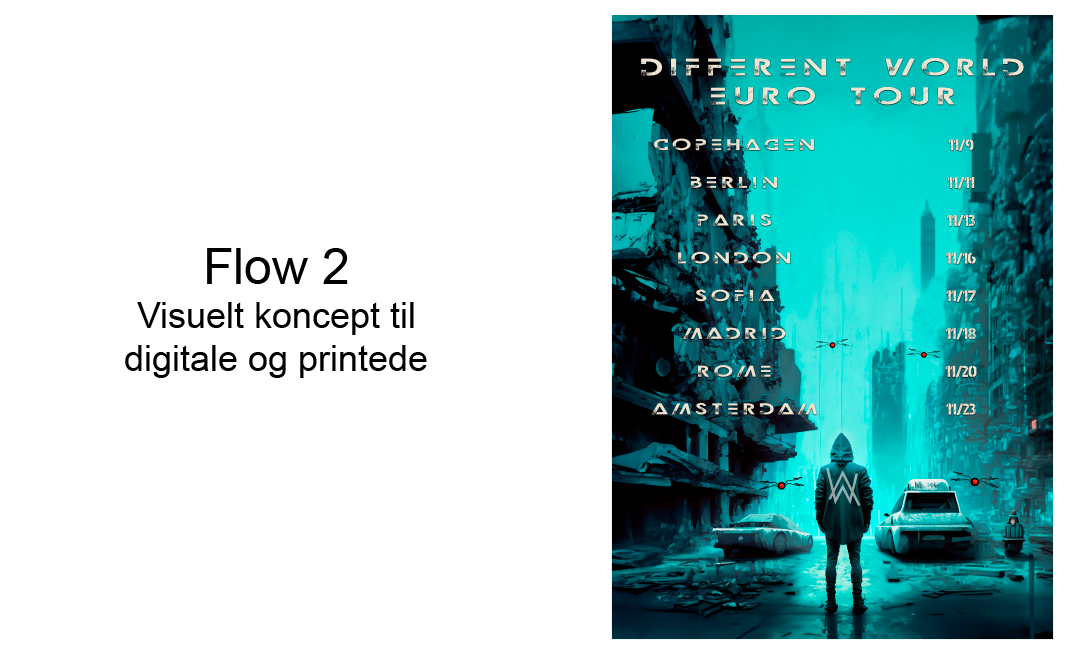 Flow 2
Visuelt koncept til
digitale og printede
DIFFERENT WORLD
EURO TOUR
COPEHAGEN 11/9
BERLIN 11/11
PARIS 11/13
LONDON 11/16
SOFIA 11/17
MADRID 11/18
ROME 11/20
AMSTERDAM 11/23